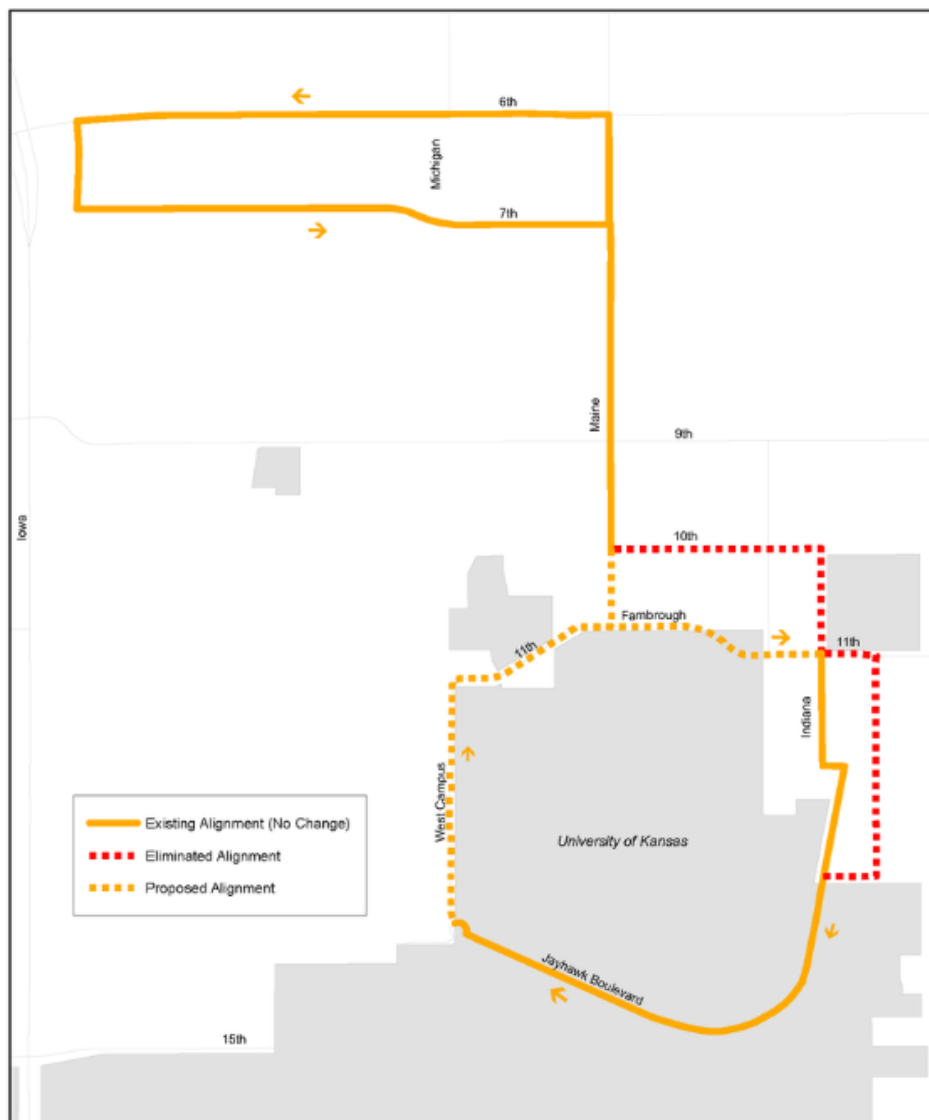 6th
Michigan
7th
Maine
9th
Iowa
10th
Fambrough
11th
11th
Indiana
West Campus
Existing Alignment (No Change)
Eliminated Alignment
Proposed Alignment
University of Kansas
Jayhawk Boulevard
15th